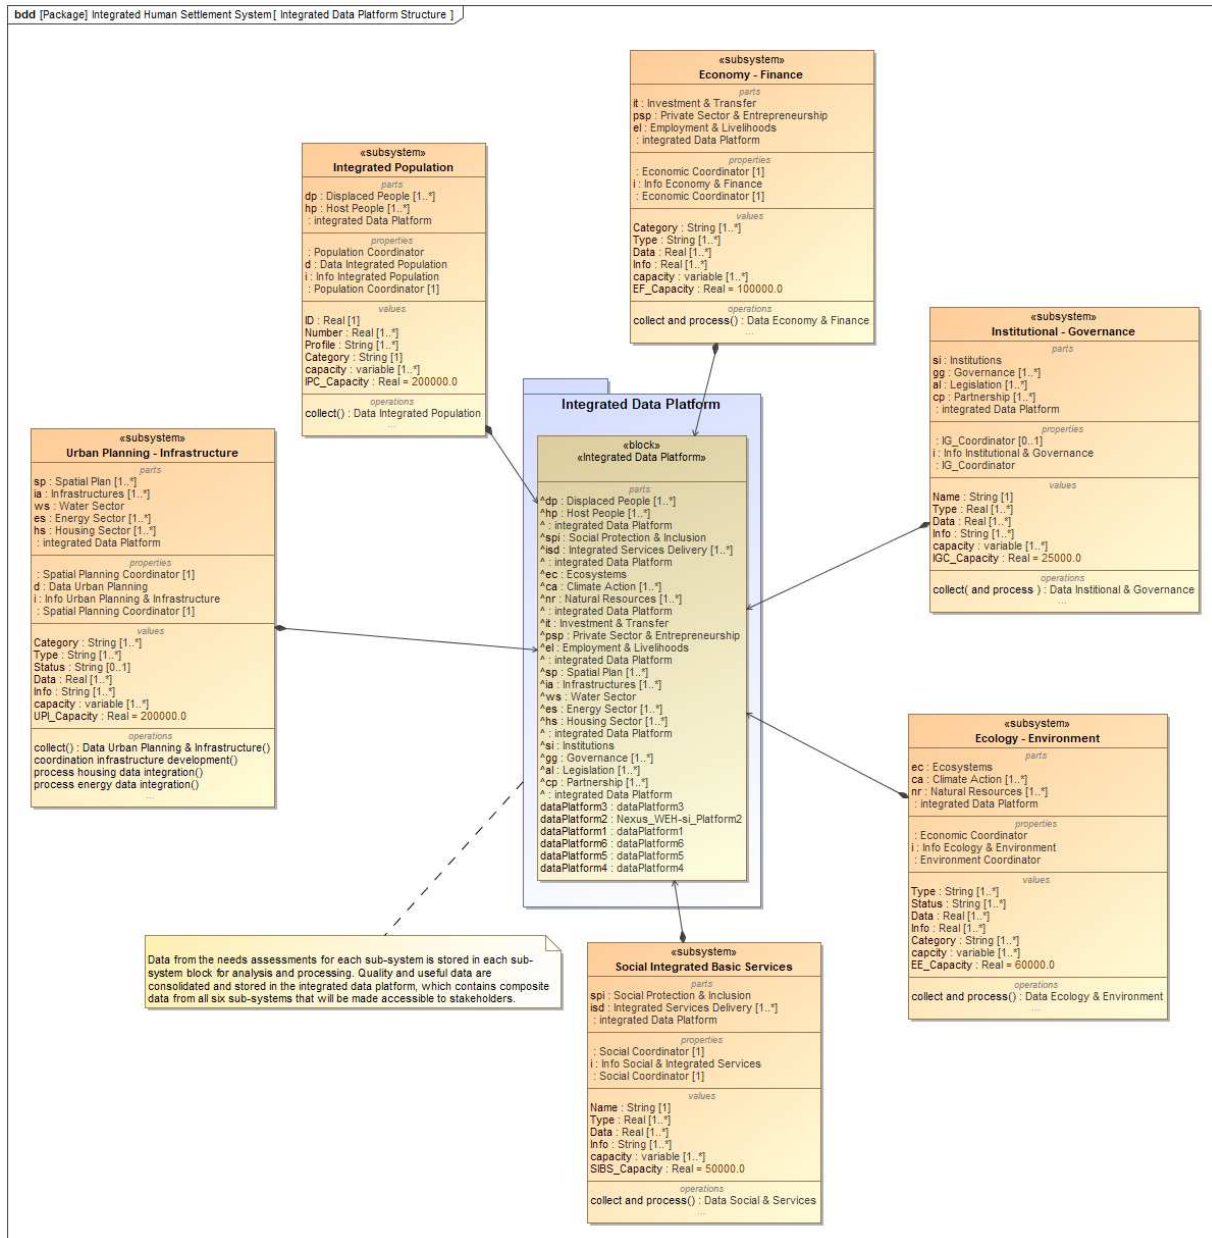 bdd [Package] Integrated Human Settlement System [ Integrated Data Platform Structure ]
«subsystem»
Economy - Finance
parts
it : Investment & Transfer
psp : Private Sector & Entrepreneurship
el : Employment & Livelihoods
: integrated Data Platform
properties
: Economic Coordinator [1]
i : Info Economy & Finance
: Economic Coordinator [1]
values
Category : String [1..*]
Type : String [1..*]
Data : Real [1..*]
Info : Real [1..*]
capacity : variable [1..*]
EF_Capacity : Real = 100000.0
operations
collect and process() : Data Economy & Finance
...
«subsystem»
Integrated Population
parts
dp : Displaced People [1..*]
hp : Host People [1..*]
: integrated Data Platform
properties
: Population Coordinator
d : Data Integrated Population
i : Info Integrated Population
: Population Coordinator [1]
values
ID : Real [1]
Number : Real [1..*]
Profile : String [1..*]
Category : String [1]
capacity : variable [1..*]
IPC_Capacity : Real = 200000.0
operations
collect() : Data Integrated Population
...
«subsystem»
Institutional - Governance
parts
si : Institutions
gg : Governance [1..*]
al : Legislation [1..*]
cp : Partnership [1..*]
: integrated Data Platform
properties
: IG_Coordinator [0..1]
i : Info Institutional & Governance
: IG_Coordinator
values
Name : String [1]
Type : Real [1..*]
Data : Real [1..*]
Info : String [1..*]
capacity : variable [1..*]
IGC_Capacity : Real = 25000.0
operations
collect( and process ) : Data Institional & Governance
...
«subsystem»
Urban Planning - Infrastructure
parts
sp : Spatial Plan [1..*]
ia : Infrastructures [1..*]
ws : Water Sector
es : Energy Sector [1..*]
hs : Housing Sector [1..*]
: integrated Data Platform
properties
: Spatial Planning Coordinator [1]
d : Data Urban Planning
i : Info Urban Planning & Infrastructure
: Spatial Planning Coordinator [1]
values
Category : String [1..*]
Type : String [1..*]
Status : String [0..1]
Data : Real [1..*]
Info : String [1..*]
capacity : variable [1..*]
UPI_Capacity : Real = 200000.0
operations
collect() : Data Urban Planning & Infrastructure()
coordination infrastructure development()
process housing data integration()
process energy data integration()
...
Integrated Data Platform
«block»
«Integrated Data Platform»
parts
^dp : Displaced People [1..*]
^hp : Host People [1..*]
^ : integrated Data Platform
^spi : Social Protection & Inclusion
^isd : Integrated Services Delivery [1..*]
^ : integrated Data Platform
^ec : Ecosystems
^ca : Climate Action [1..*]
^nr : Natural Resources [1..*]
^ : integrated Data Platform
^it : Investment & Transfer
^psp : Private Sector & Entrepreneurship
^el : Employment & Livelihoods
^ : integrated Data Platform
^sp : Spatial Plan [1..*]
^ia : Infrastructures [1..*]
^ws : Water Sector
^es : Energy Sector [1..*]
^hs : Housing Sector [1..*]
^ : integrated Data Platform
^si : Institutions
^gg : Governance [1..*]
^al : Legislation [1..*]
^cp : Partnership [1..*]
^ : integrated Data Platform
dataPlatform3 : dataPlatform3
dataPlatform2 : Nexus_WEH-si_Platform2
dataPlatform1 : dataPlatform1
dataPlatform6 : dataPlatform6
dataPlatform5 : dataPlatform5
dataPlatform4 : dataPlatform4
«subsystem»
Ecology - Environment
parts
ec : Ecosystems
ca : Climate Action [1..*]
nr : Natural Resources [1..*]
: integrated Data Platform
properties
: Economic Coordinator
i : Info Ecology & Environment
: Environment Coordinator
values
Type : String [1..*]
Status : String [1..*]
Data : Real [1..*]
Info : Real [1..*]
Category : String [1..*]
capcity : variable [1..*]
EE_Capacity : Real = 60000.0
operations
collect and process() : Data Ecology & Environment
...
Data from the needs assessments for each sub-system is stored in each sub-
system block for analysis and processing. Quality and useful data are
consolidated and stored in the integrated data platform, which contains composite
data from all six sub-systems that will be made accessible to stakeholders.
«subsystem»
Social Integrated Basic Services
parts
spi : Social Protection & Inclusion
isd : Integrated Services Delivery [1..*]
: integrated Data Platform
properties
: Social Coordinator [1]
i : Info Social & Integrated Services
: Social Coordinator [1]
values
Name : String [1]
Type : Real [1..*]
Data : Real [1..*]
Info : String [1..*]
capacity : variable [1..*]
SIBS_Capacity : Real = 50000.0
operations
collect and process() : Data Social & Services
...